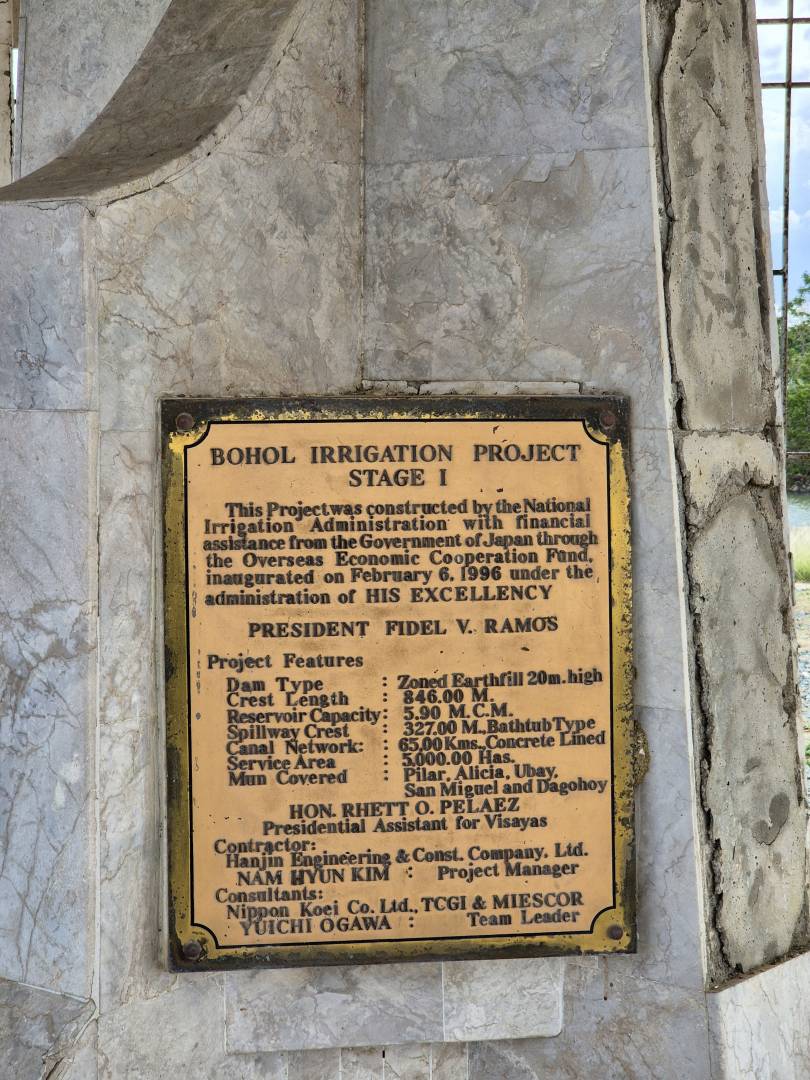 BOHOL IRRIGATION PROJECT
STAGE I
This Project was constructed by the National
Irrigation Administration with financial
assistance from the Government of Japan through
the Overseas Economic Cooperation Fund,
inaugurated on February 6, 1996 under the
administration of HIS EXCELLENCY
PRESIDENT FIDEL V. RAMOS
Project Features
Dam Type : Zoned Earthfill 20m. high
Crest Length : 846.00 M.
Reservoir Capacity : 5.90 M.C.M.
Spillway Crest : 327.00 M., Bathtub Type
Canal Network: : 65.00 Kms., Concrete Lined
Service Area : 5,000.00 Has.
Mun Covered : Pilar, Alicia, Ubay,
San Miguel and Dagohoy
HON. RHETT O. PELAEZ
Presidential Assistant for Visayas
Contractor:
Hanjin Engineering & Const. Company. Ltd.
NAM HYUN KIM : Project Manager
Consultants:
Nippon Koei Co. Ltd., TCGI & MIESCOR
YUICHI OGAWA : Team Leader